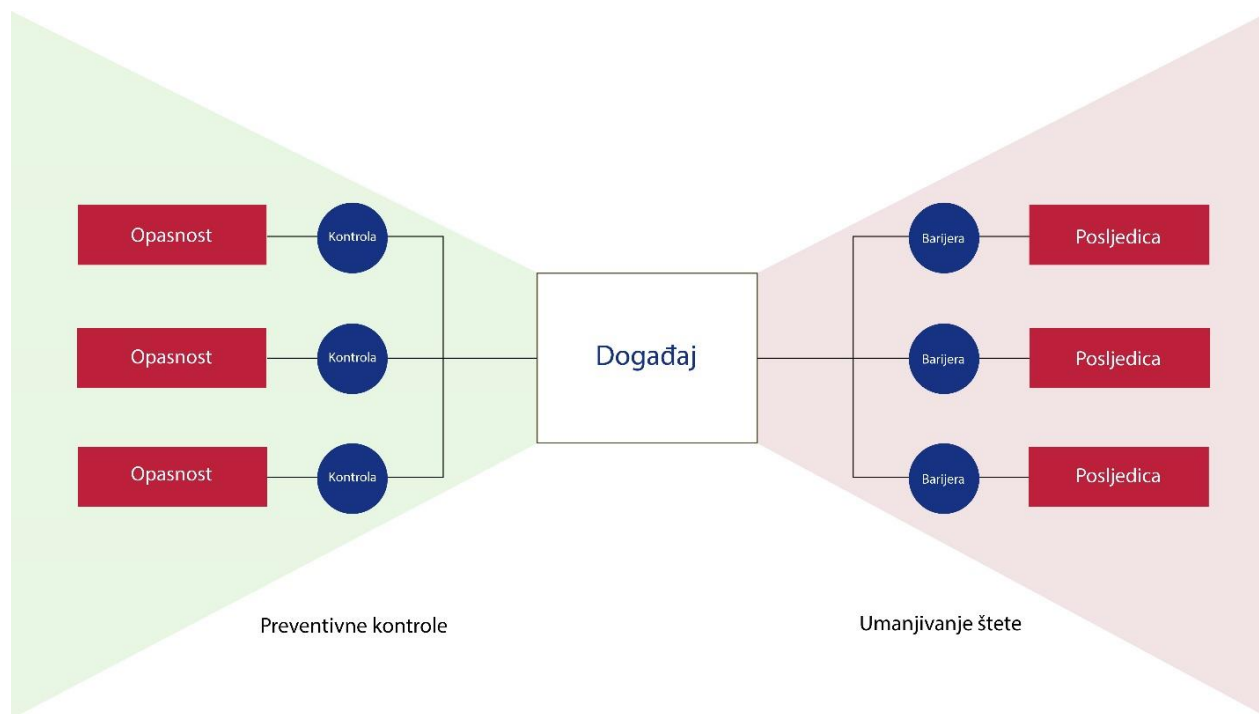 Opasnost
Kontrola
Barijera
Posljedica
Opasnost
Kontrola
Događaj
Barijera
Posljedica
Opasnost
Kontrola
Barijera
Posljedica
Preventivne kontrole
Umanjivanje štete